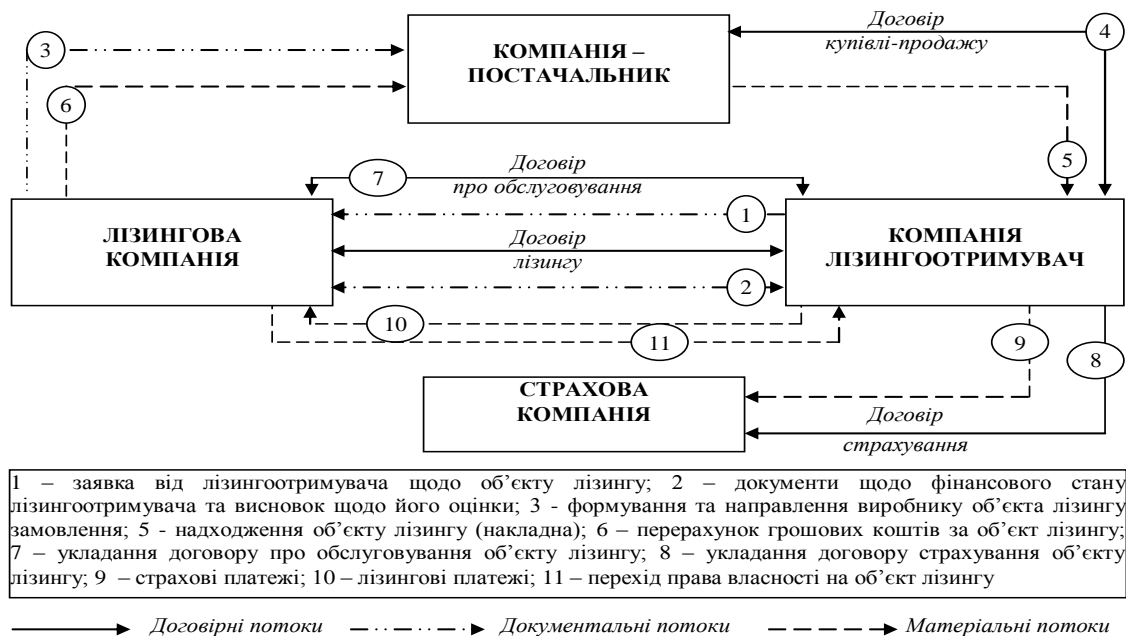 Договір
купівлі-продажу
4
3
КОМПАНІЯ –
ПОСТАЧАЛЬНИК
6
5
7
Договір
про обслуговування
1
ЛІЗИНГОВА
КОМПАНІЯ
Договір
лізингу
КОМПАНІЯ
ЛІЗИНГООТРИМУВАЧ
2
10
11
9
8
СТРАХОВА
КОМПАНІЯ
Договір
страхування
1 – заявка від лізингоотримувача щодо об’єкту лізингу; 2 – документи щодо фінансового стану
лізингоотримувача та висновок щодо його оцінки; 3 - формування та направлення виробнику об’єкта лізингу
замовлення; 5 - надходження об’єкту лізингу (накладна); 6 – перерахунок грошових коштів за об’єкт лізингу;
7 – укладання договору про обслуговування об’єкту лізингу; 8 – укладання договору страхування об’єкту
лізингу; 9 – страхові платежі; 10 – лізингові платежі; 11 – перехід права власності на об’єкт лізингу
Договірні потоки Документальні потоки Матеріальні потоки